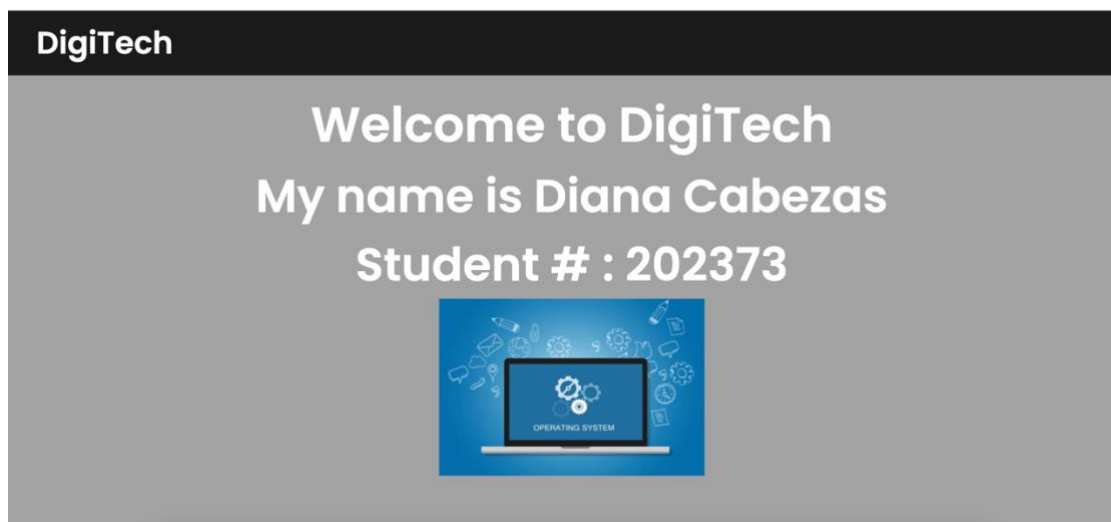 DigiTech
Welcome to DigiTech
My name is Diana Cabezas
Student # : 202373
OPERATING SYSTEM